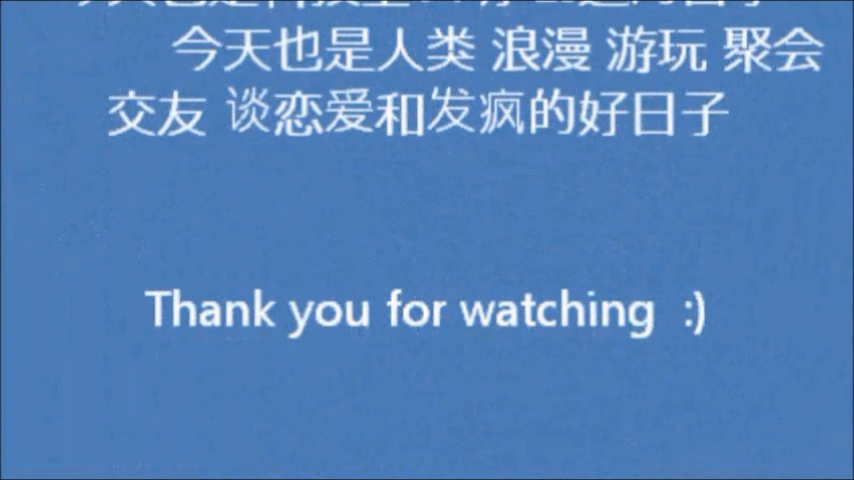 今天也是人类 浪漫 游玩 聚会
交友 谈恋爱和发疯的好日子
Thank you for watching :)